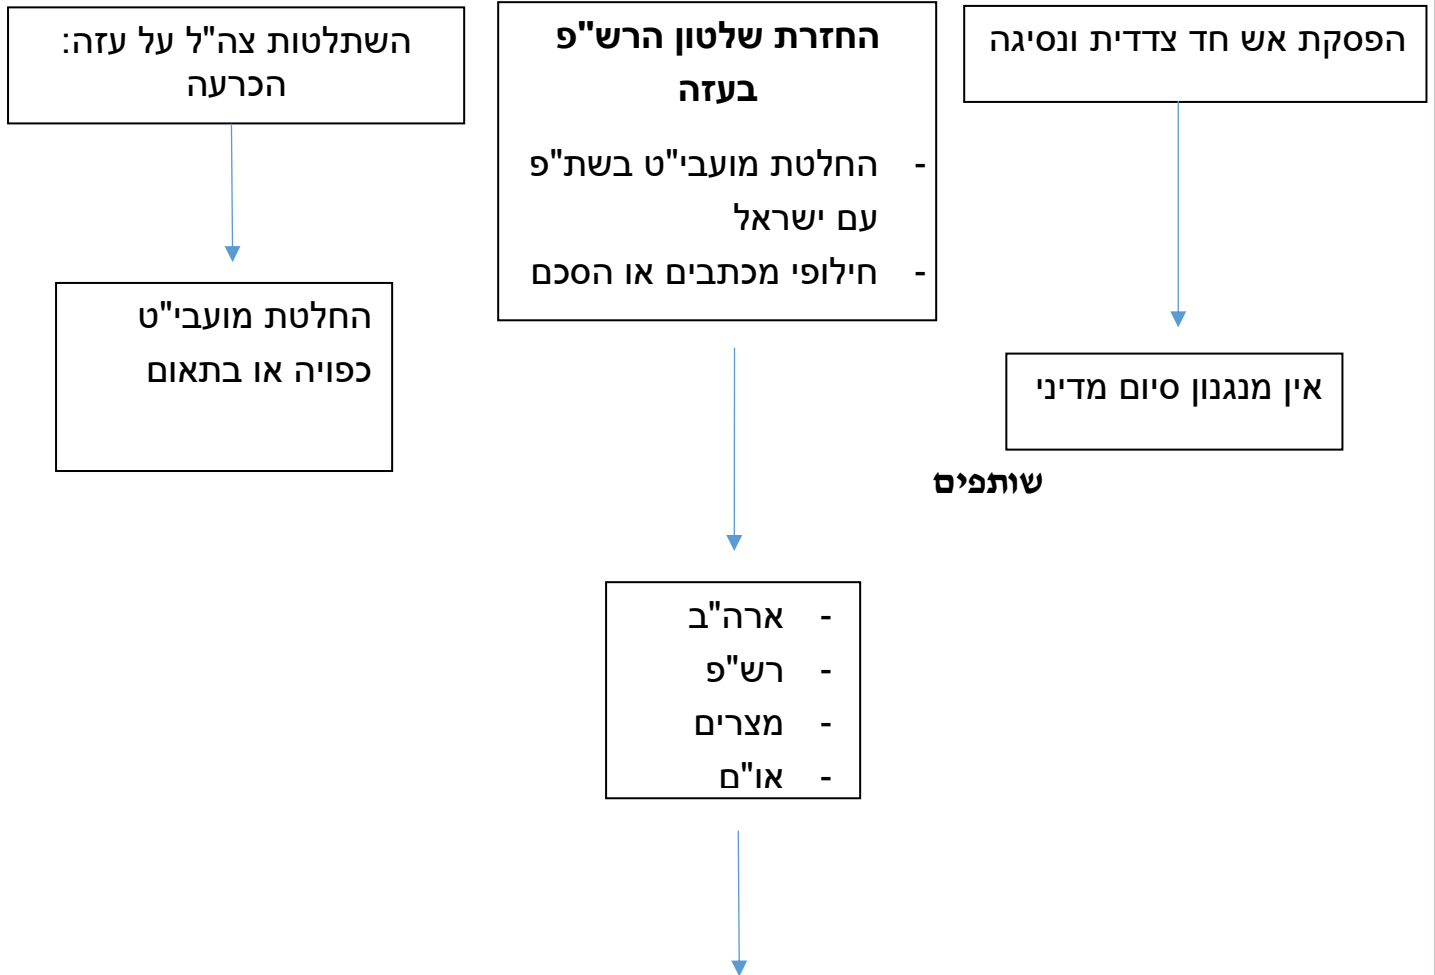 הפסקת אש חד צדדית ונסיגה
אין מנגנון סיום מדיני
החזרת שלטון הרש"פ
בעזה
- החלטת מועבי"ט בשת"פ
עם ישראל
- חילופי מכתבים או הסכם
השתלטות צה"ל על עזה:
הכרעה
החלטת מועבי"ט
כפויה או בתאום
שותפים
- ארה"ב
- רש"פ
- מצרים
- או"ם